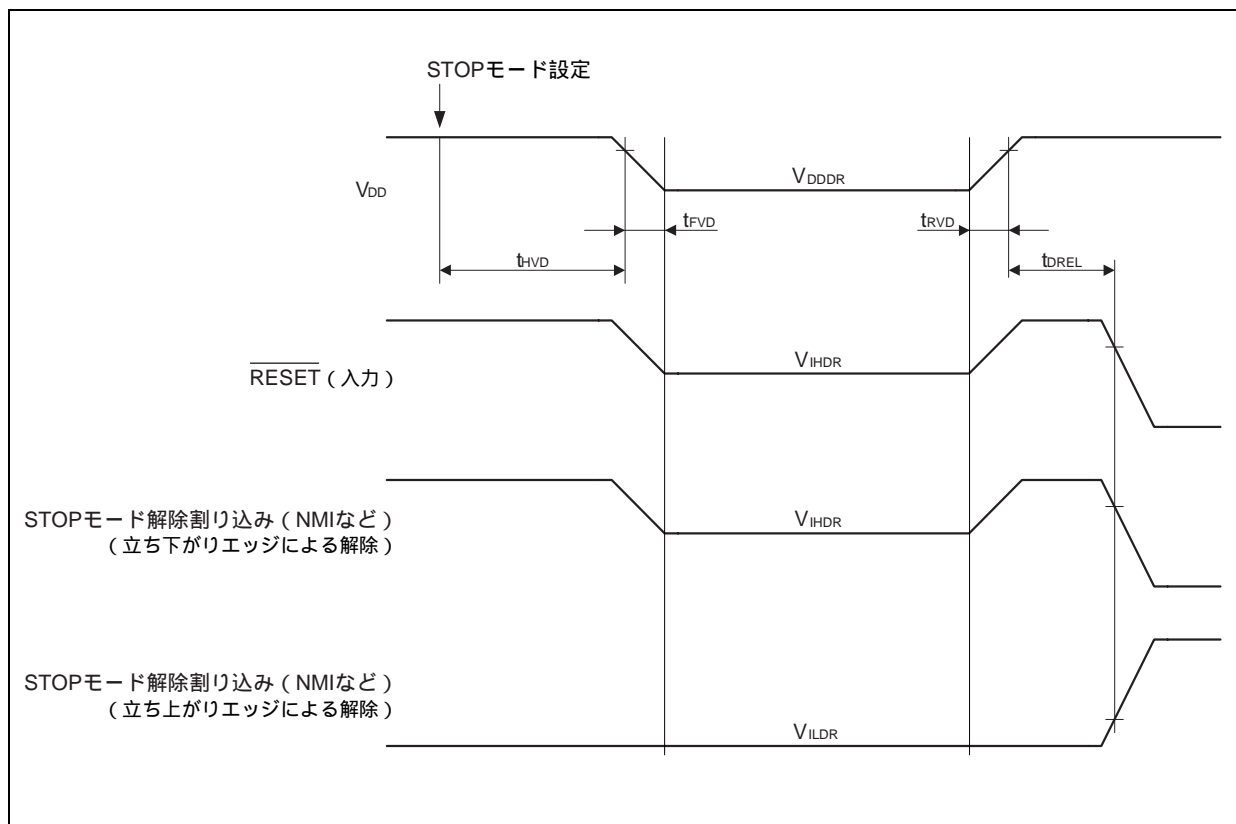 STOPモード設定
VDD
VDDDR
tFVD
tRVD
tHVD
tDREL
RESET（入力）
VIHDR
STOPモード解除割り込み（NMIなど）
（立ち下がりエッジによる解除）
VIHDR
STOPモード解除割り込み（NMIなど）
（立ち上がりエッジによる解除）
VILDR